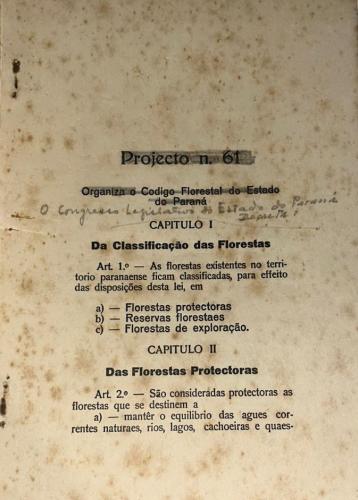 Projecto n. 61
Organiza o Codigo Florestal do Estado
do Paraná
O Congresso Legislativo do Estado do Paraná
Decreta
CAPITULO I
Da Classificação das Florestas
Art. 1.º — As florestas existentes no terri-
torio paranaense ficam classificadas, para effeito
das disposições desta lei, em
a) — Florestas protectoras
b) — Reservas florestaes
c) — Florestas de exploração.
CAPITULO II
Das Florestas Protectoras
Art. 2.º — São consideradas protectoras as
florestas que se destinem a
a) — mantêr o equilibrio das agues cor-
rentes naturaes, rios, lagos, cachoeiras e quaes-